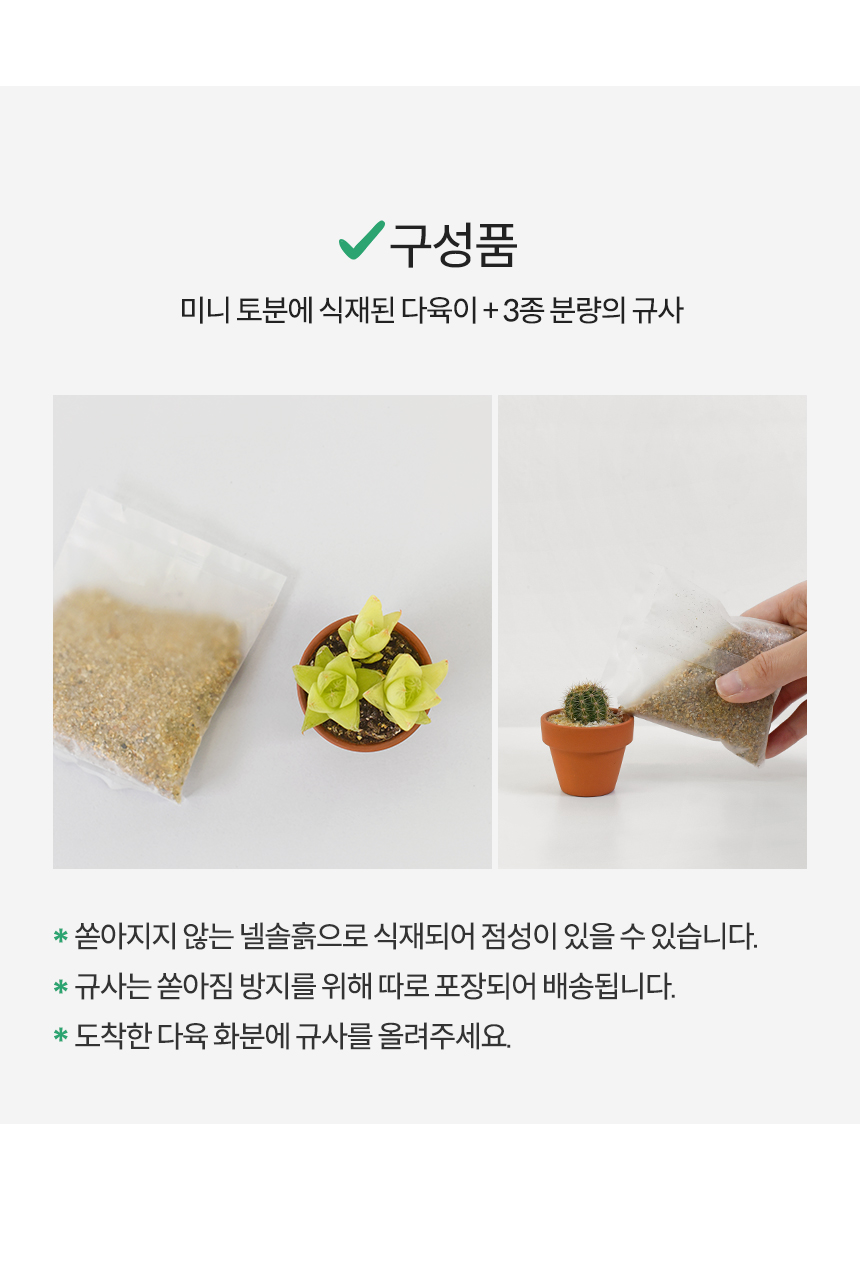 구성품
미니 토분에 식재된 다육이 + 3종 분량의 규사
* 쏟아지지 않는 넬솔흙으로 식재되어 점성이 있을 수 있습니다.
* 규사는 쏟아짐 방지를 위해 따로 포장되어 배송됩니다.
* 도착한 다육 화분에 규사를 올려주세요.